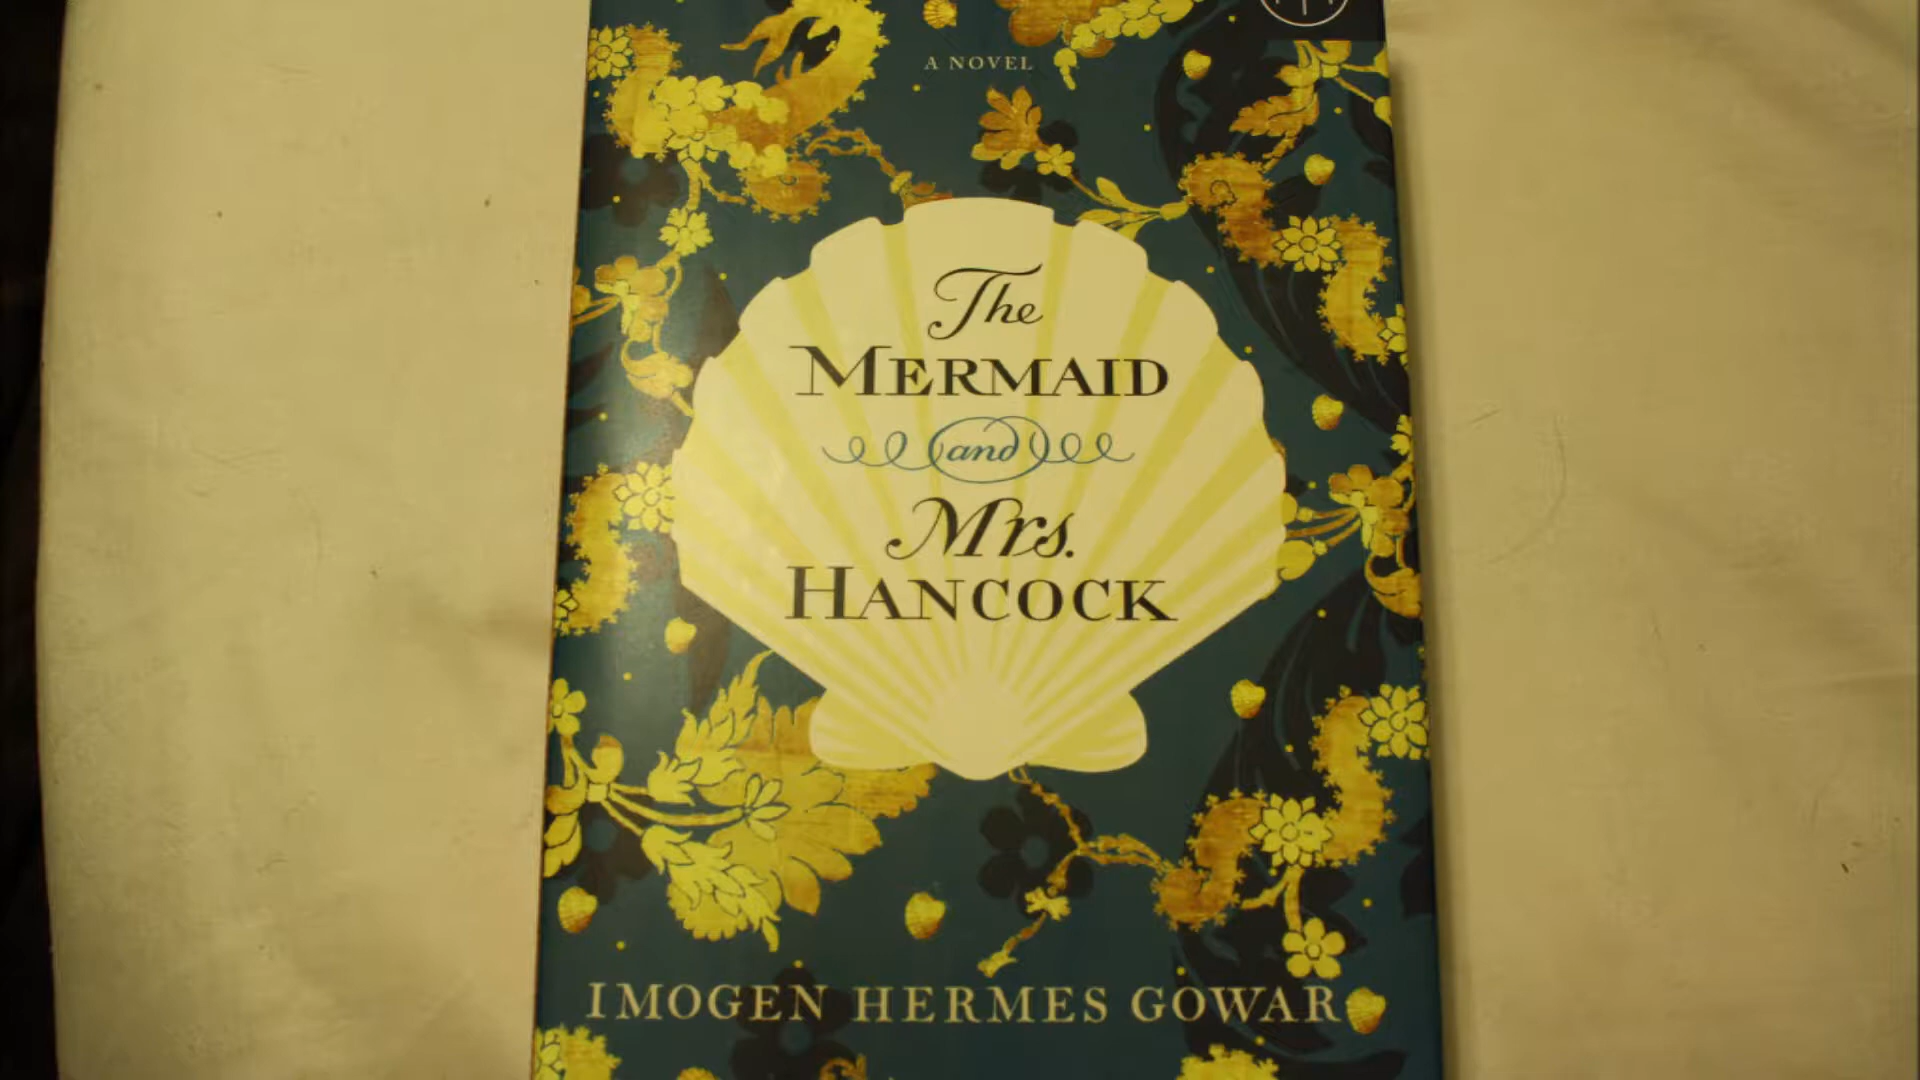 A NOVEL
The
MERMAID
and
Mrs.
HANCOCK
IMOGEN HERMES GOWAR